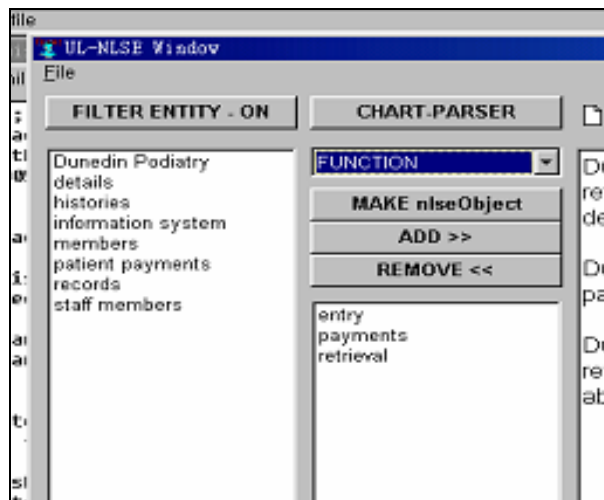 file
UL-NLSE Window
File
FILTER ENTITY - ON
CHART-PARSER
Dunedin Podiatry
details
histories
information system
members
patient payments
records
staff members
FUNCTION
MAKE nlseObject
ADD >>
REMOVE <<
entry
payments
retrieval